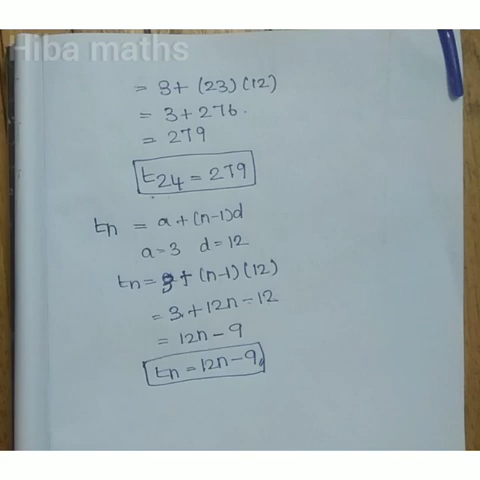 Hiba maths
= 3+ (23)(12)
= 3+276.
= 279
t24 = 279
tn = a+(n-1)d
a=3 d=12
tn = 3+(n-1)(12)
= 3+12n-12
= 12n-9
tn = 12n-9.